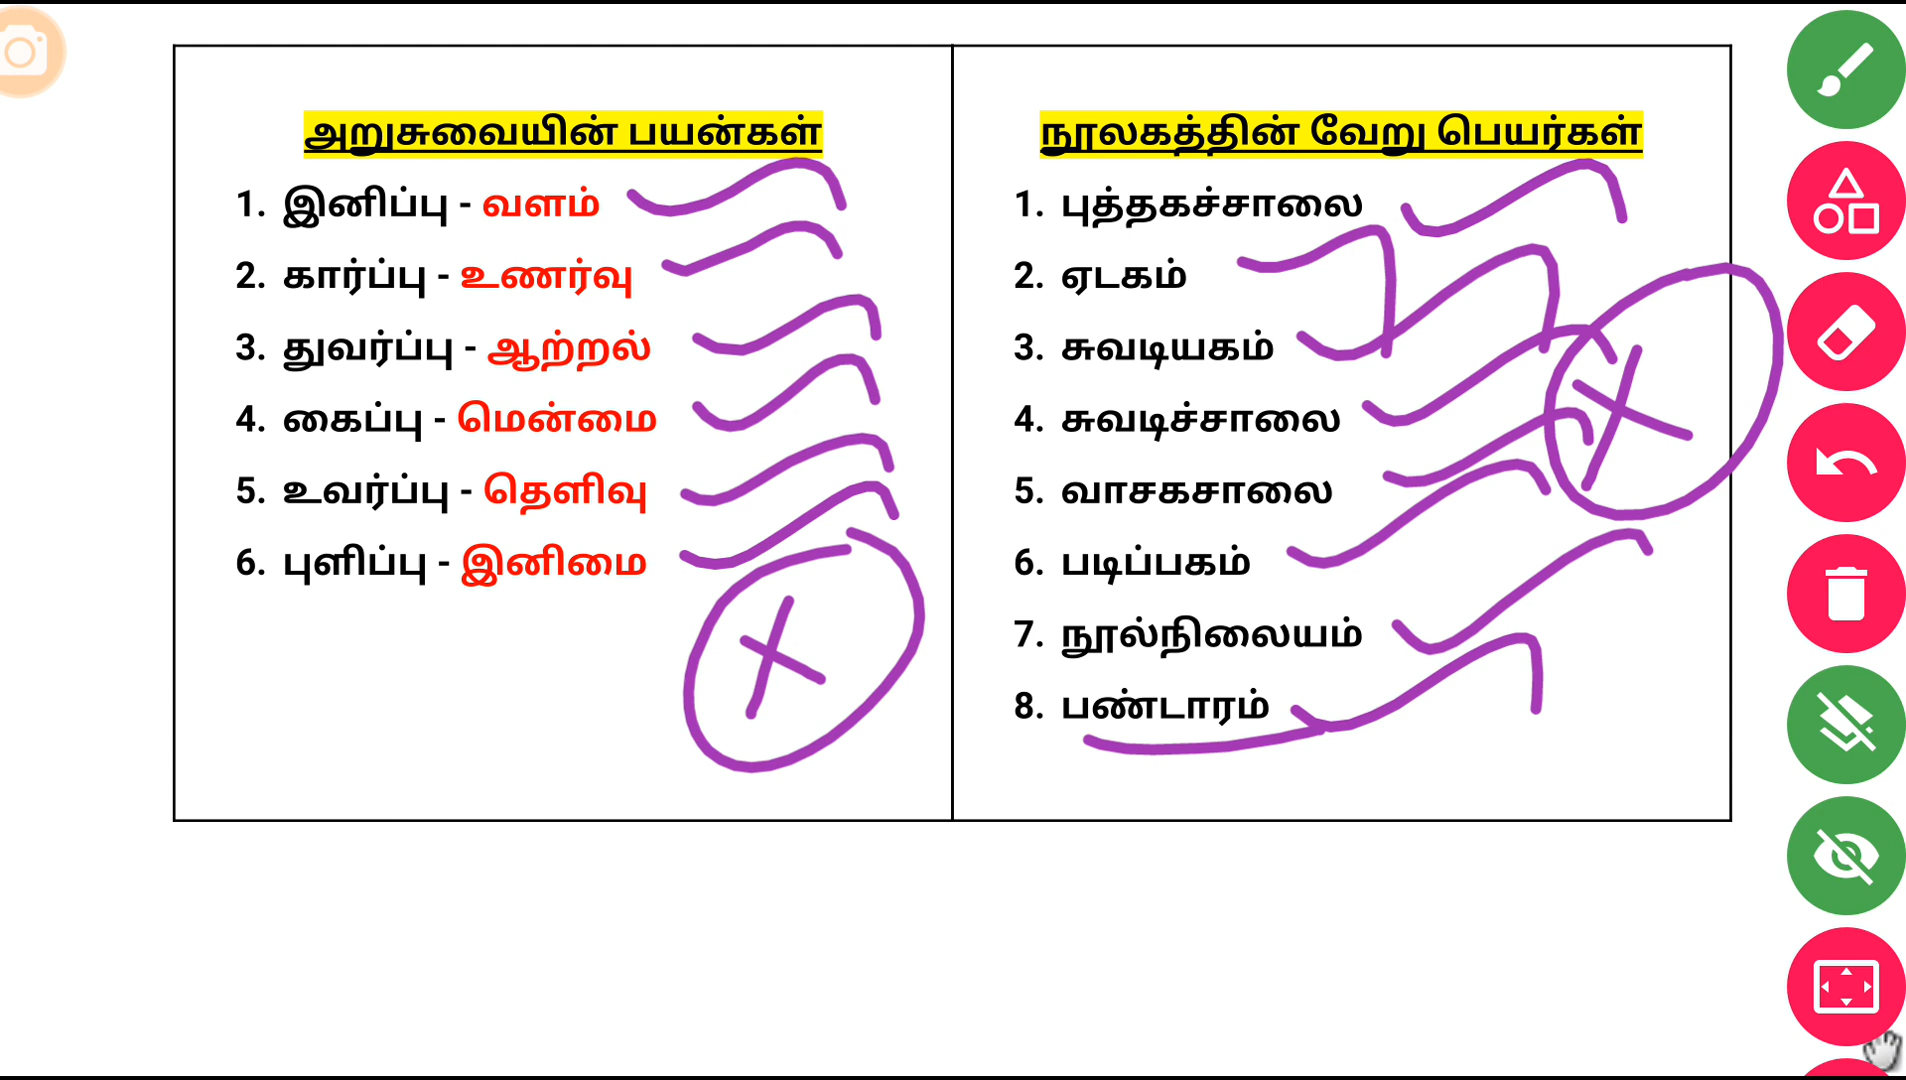 அறுசுவையின் பயன்கள்
1. இனிப்பு - வளம்
2. கார்ப்பு - உணர்வு
3. துவர்ப்பு - ஆற்றல்
4. கைப்பு - மென்மை
5. உவர்ப்பு - தெளிவு
6. புளிப்பு - இனிமை
நூலகத்தின் வேறு பெயர்கள்
1. புத்தகச்சாலை
2. ஏடகம்
3. சுவடியகம்
4. சுவடிச்சாலை
5. வாசகசாலை
6. படிப்பகம்
7. நூல்நிலையம்
8. பண்டாரம்